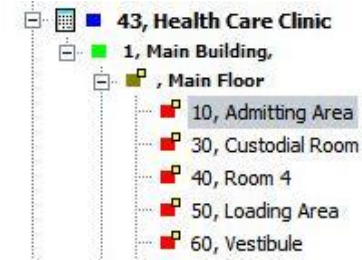 43, Health Care Clinic
1, Main Building,
, Main Floor
10, Admitting Area
30, Custodial Room
40, Room 4
50, Loading Area
60, Vestibule